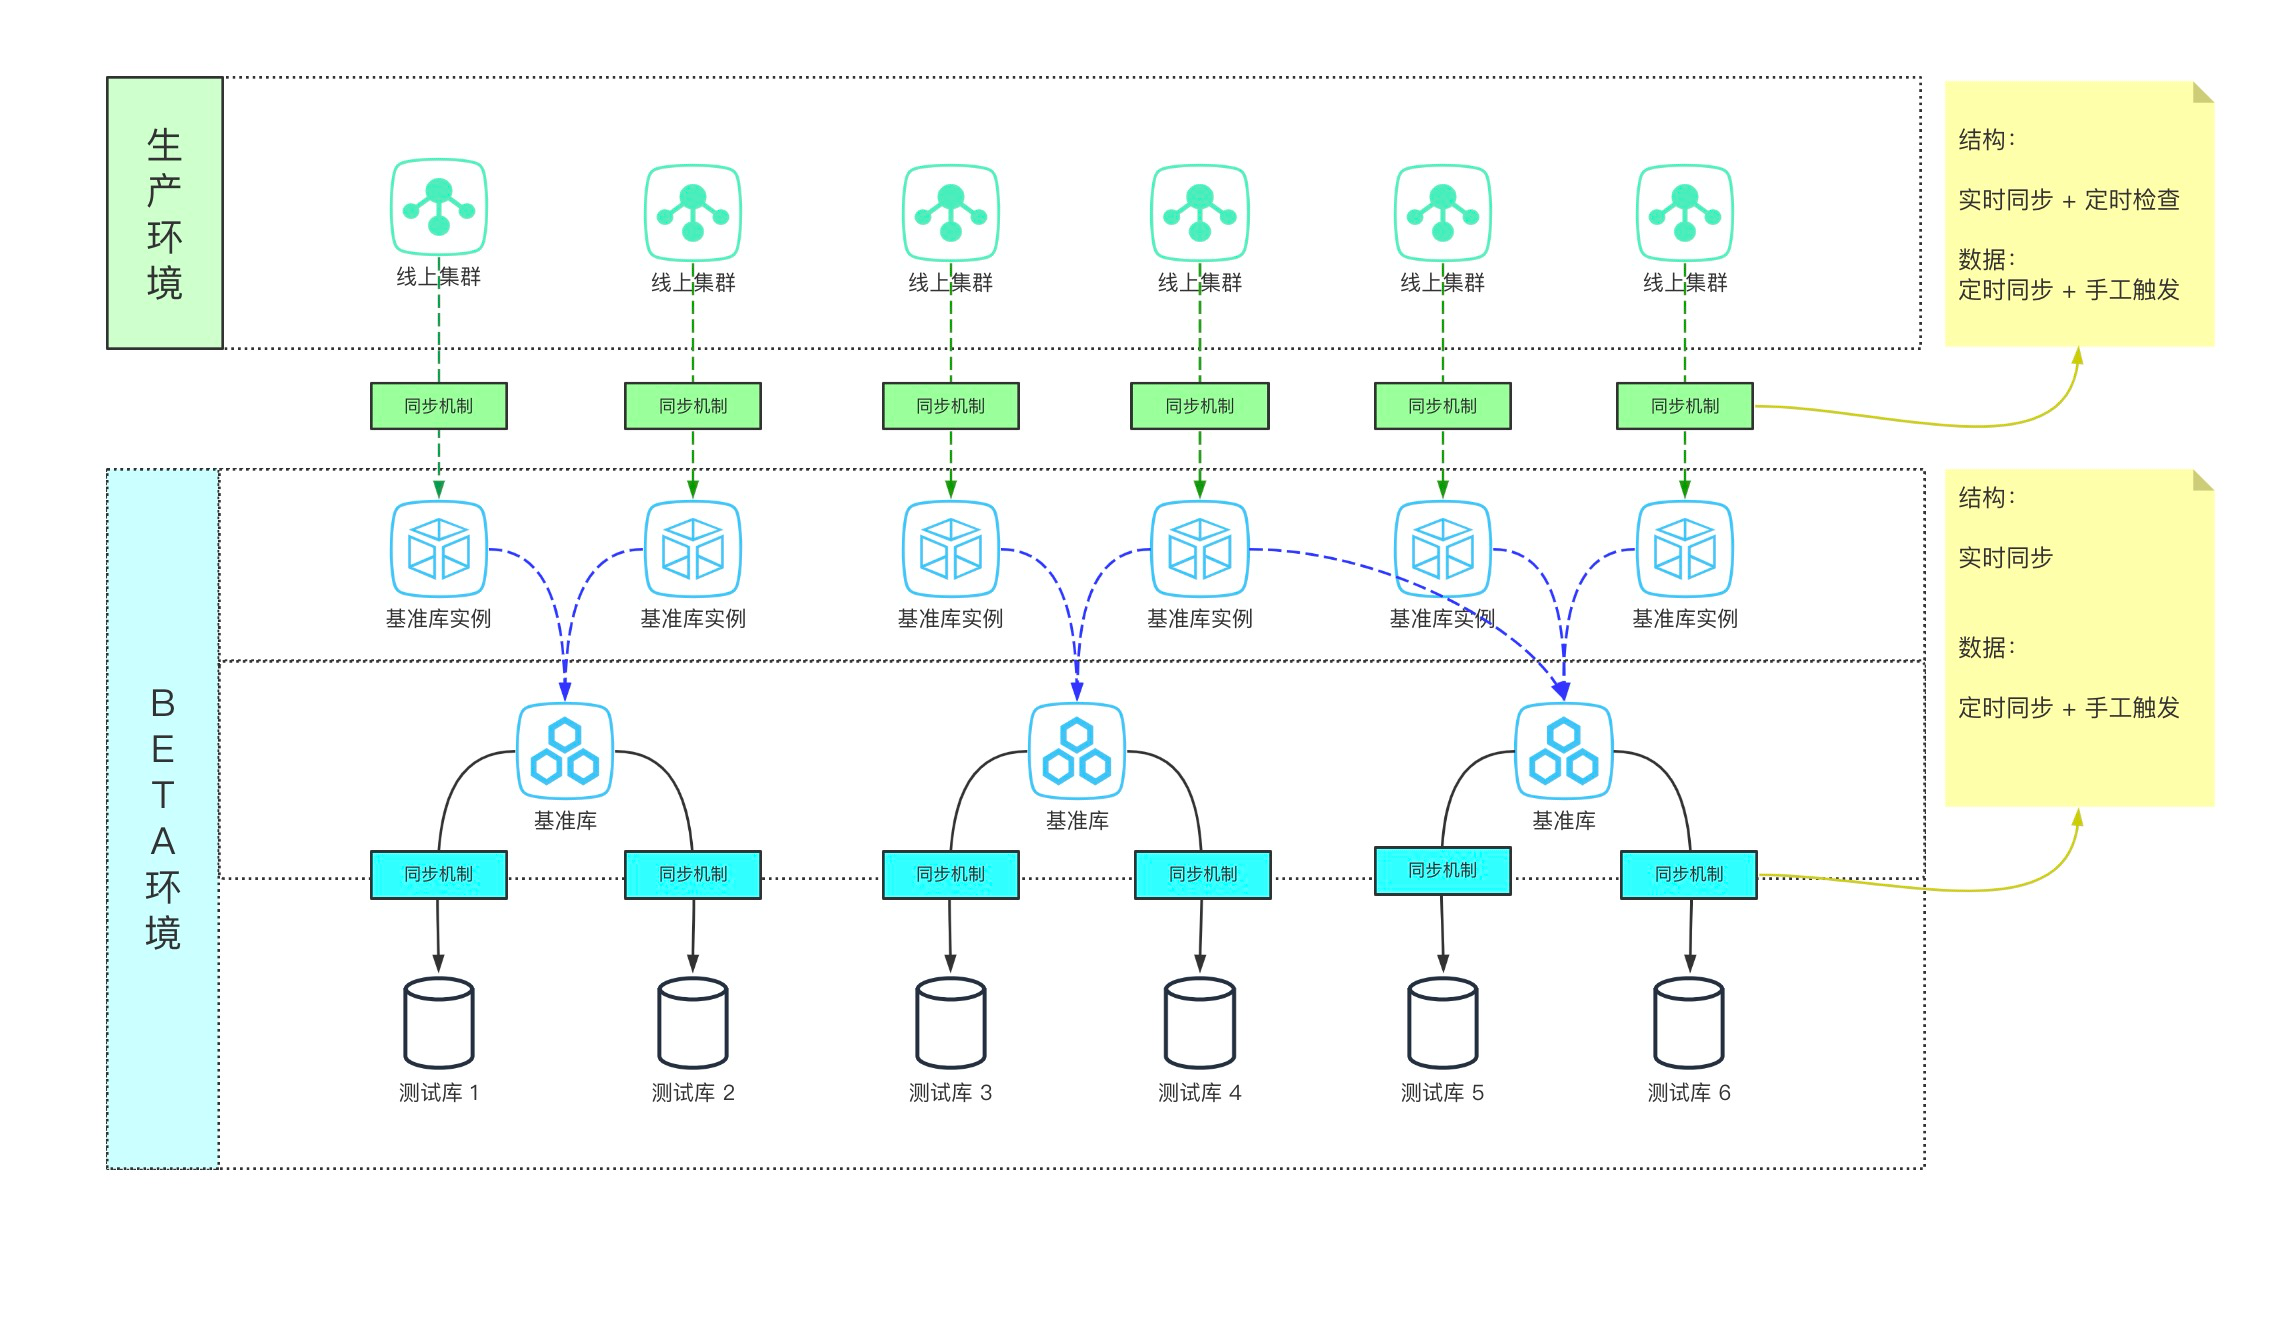 生产环境
线上集群
线上集群
线上集群
线上集群
线上集群
线上集群
结构：
实时同步 + 定时检查
数据：
定时同步 + 手工触发
同步机制
同步机制
同步机制
同步机制
同步机制
同步机制
BETA环境
基准库实例
基准库实例
基准库实例
基准库实例
基准库实例
基准库实例
结构：
实时同步
数据：
定时同步 + 手工触发
基准库
基准库
基准库
同步机制
同步机制
同步机制
同步机制
同步机制
同步机制
测试库 1
测试库 2
测试库 3
测试库 4
测试库 5
测试库 6